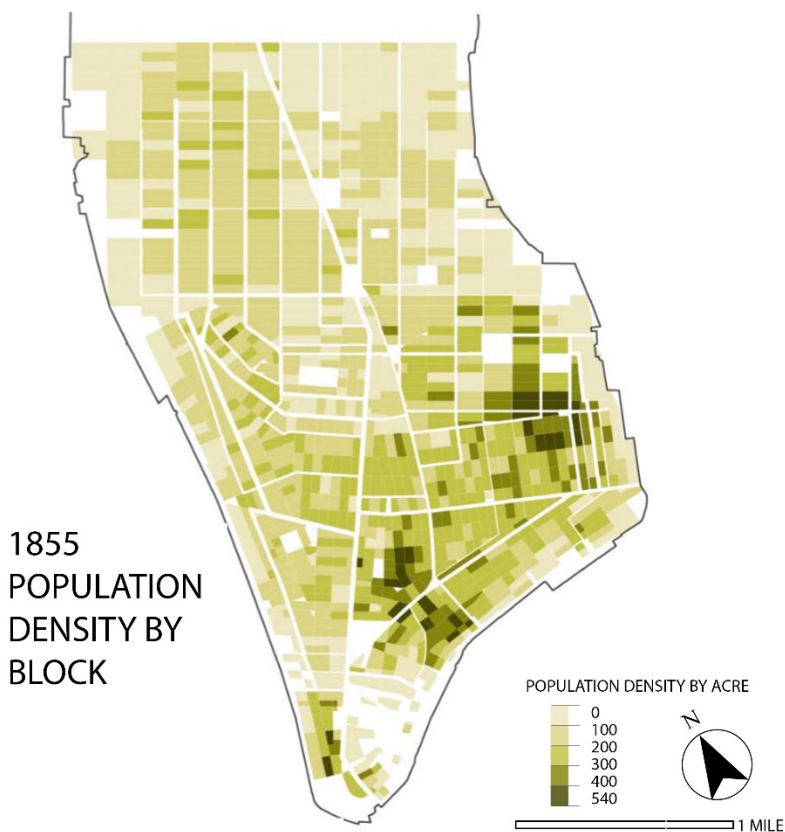 1855
POPULATION
DENSITY BY
BLOCK
POPULATION DENSITY BY ACRE
0
100
200
300
400
540
N
1 MILE